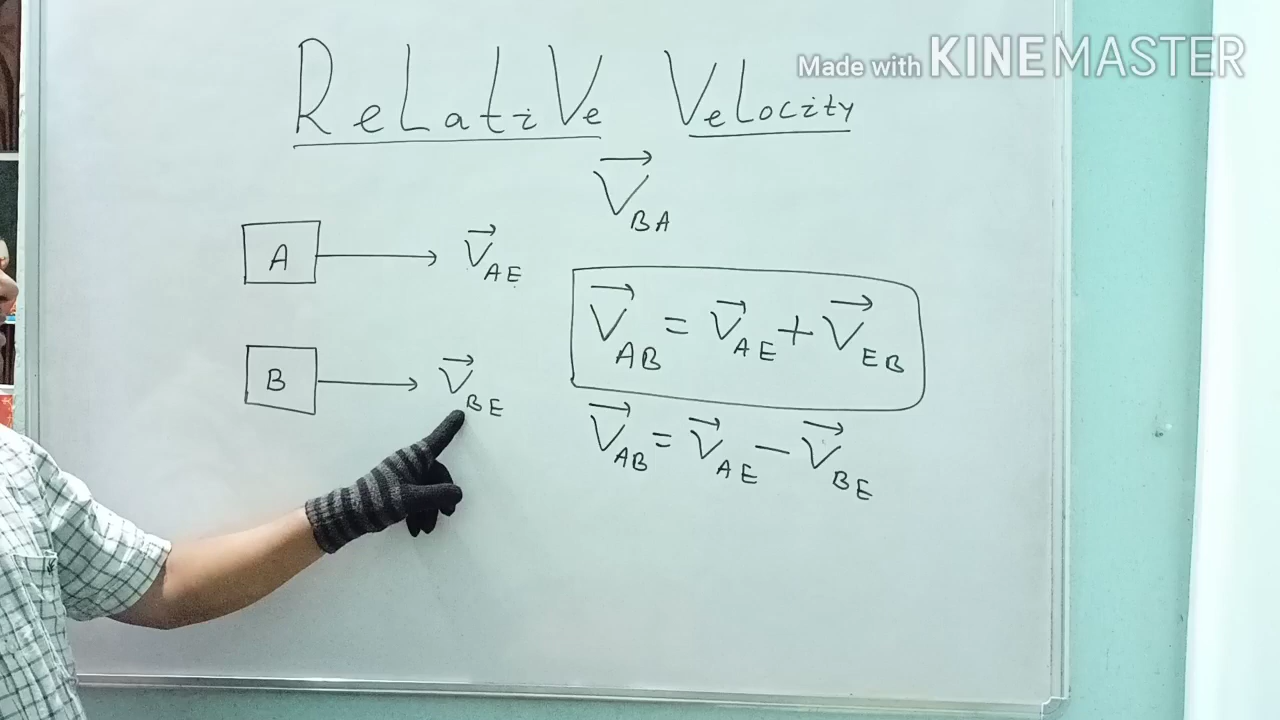 Made with KINEMASTER
RelatiVe Velocity
V⃗BA
A → V⃗AE
V⃗AB = V⃗AE + V⃗EB
B → V⃗BE
V⃗AB = V⃗AE − V⃗BE